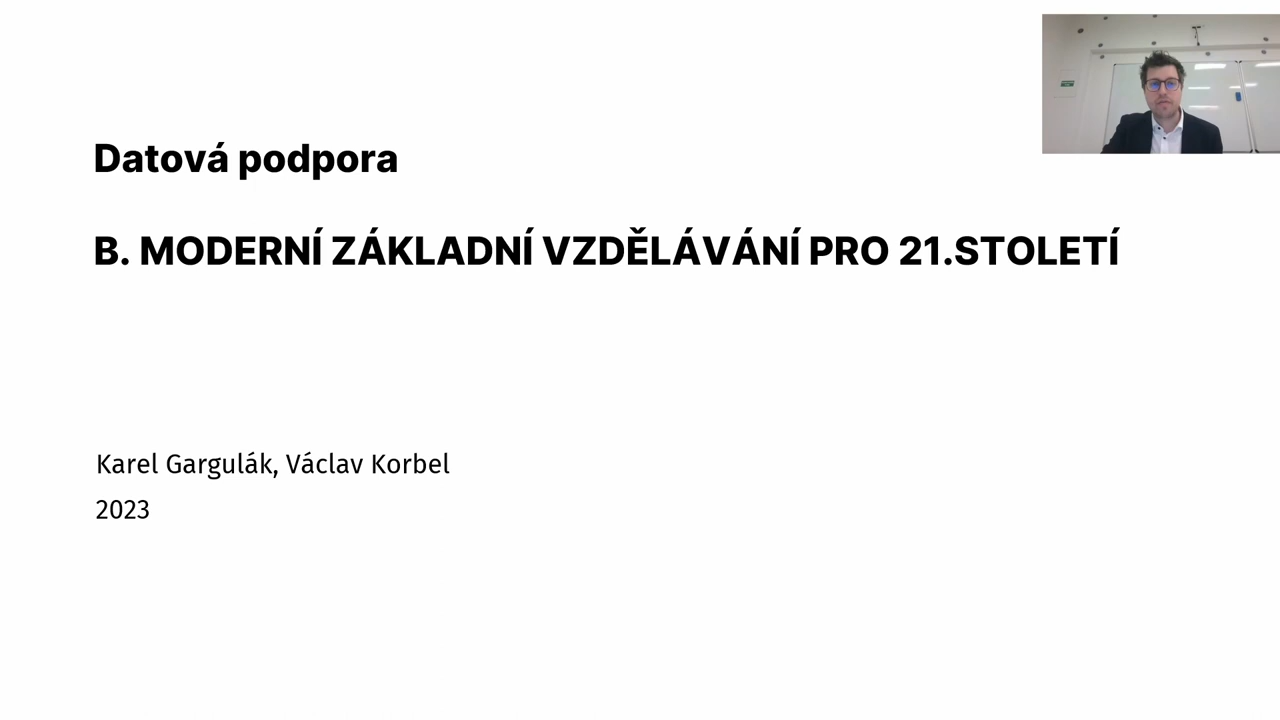 Datová podpora
B. MODERNÍ ZÁKLADNÍ VZDĚLÁVÁNÍ PRO 21.STOLETÍ
Karel Gargulák, Václav Korbel
2023